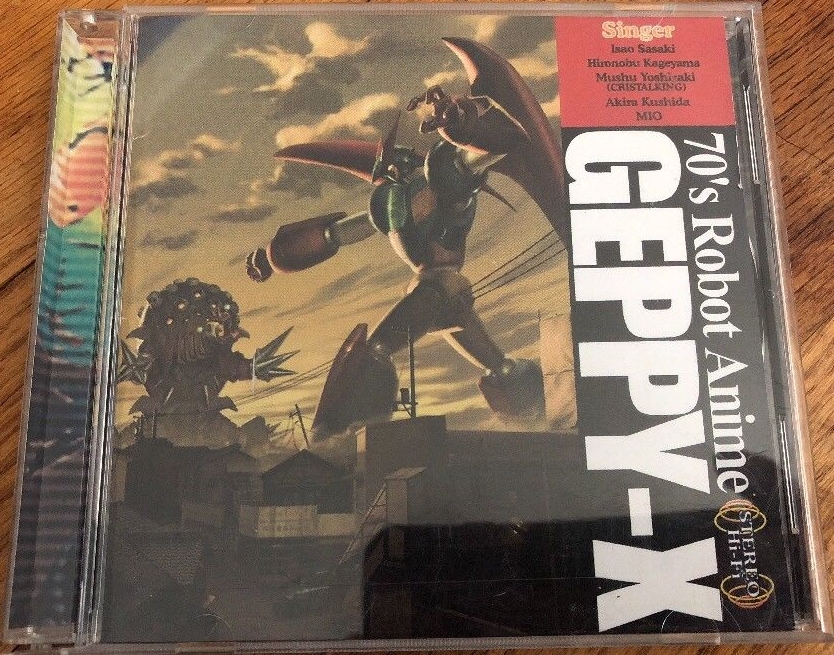 Singer
Isao Sasaki
Hironobu Kageyama
Mushu Yoshizaki
(CRISTALKING)
Akira Kushida
MIO
70's Robot Anime
GEPPY-X
STEREO
Hi-Fi